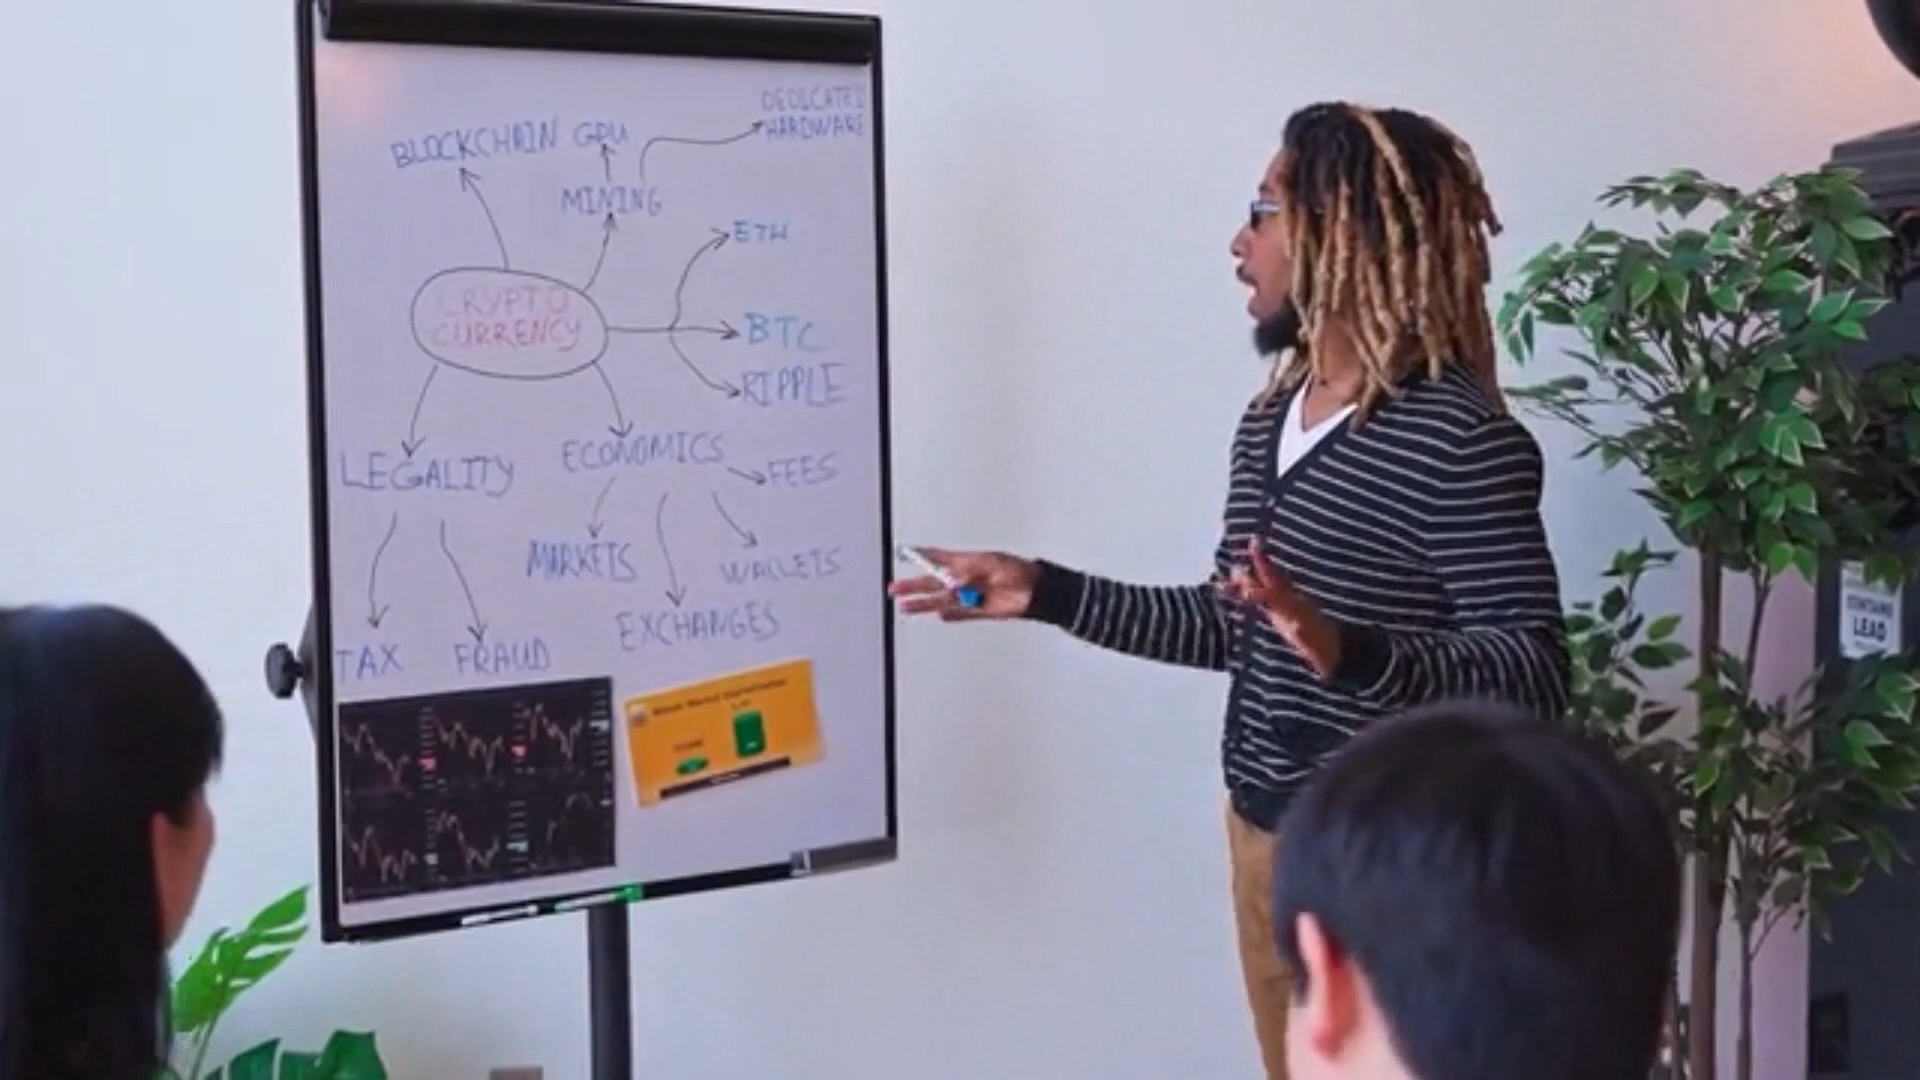 DEDICATED
HARDWARE
BLOCKCHAIN GPU
MINING
ETH
CRYPTO
CURRENCY
BTC
RIPPLE
LEGALITY
ECONOMICS
FEES
MARKETS
WALLETS
EXCHANGES
TAX
FRAUD
LEAD